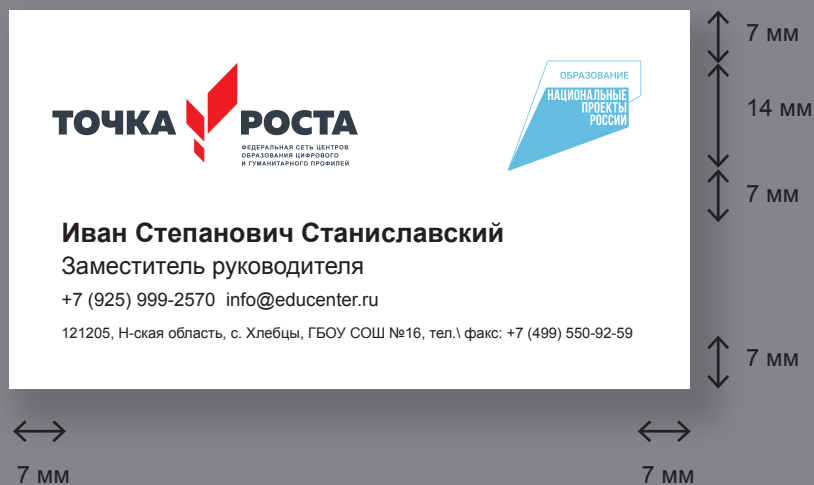 ТОЧКА РОСТА
ФЕДЕРАЛЬНАЯ СЕТЬ ЦЕНТРОВ
ОБРАЗОВАНИЯ ЦИФРОВОГО
И ГУМАНИТАРНОГО ПРОФИЛЕЙ
ОБРАЗОВАНИЕ
НАЦИОНАЛЬНЫЕ
ПРОЕКТЫ
РОССИИ
Иван Степанович Станиславский
Заместитель руководителя
+7 (925) 999-2570 info@educenter.ru
121205, Н-ская область, с. Хлебцы, ГБОУ СОШ №16, тел.\ факс: +7 (499) 550-92-59
7 мм
14 мм
7 мм
7 мм
7 мм
7 мм